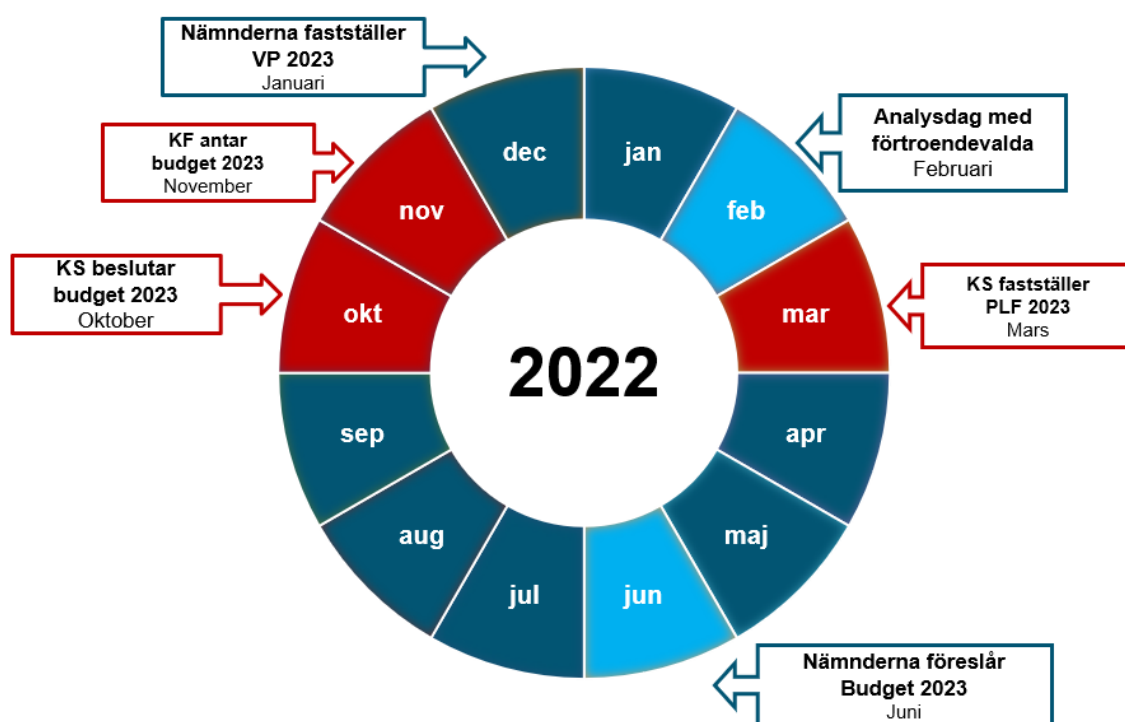 Nämnderna fastställer
VP 2023
Januari
KF antar
budget 2023
November
KS beslutar
budget 2023
Oktober
Analysdag med
förtroendevalda
Februari
KS fastställer
PLF 2023
Mars
Nämnderna föreslår
Budget 2023
Juni
jan
feb
mar
apr
maj
jun
jul
aug
sep
okt
nov
dec
2022